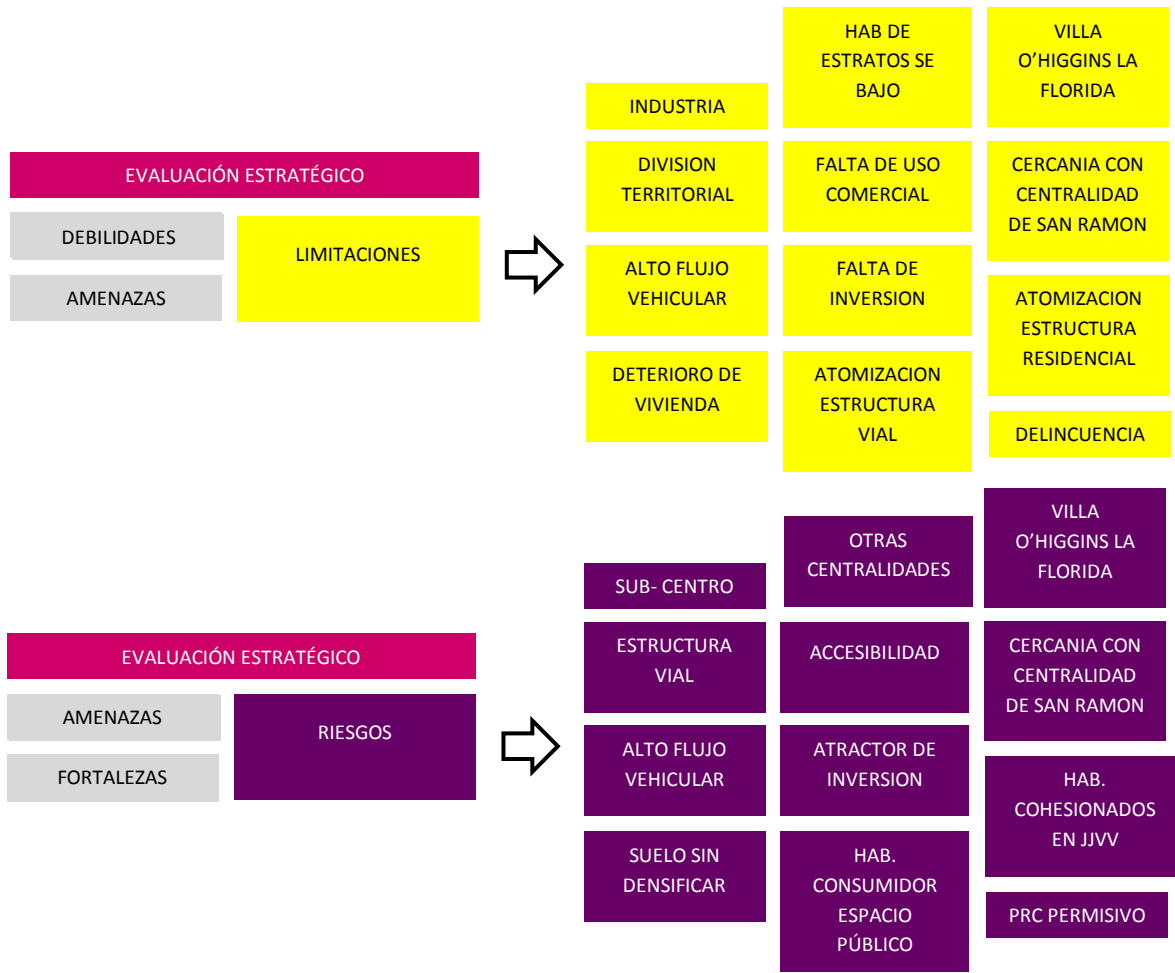 EVALUACIÓN ESTRATÉGICO
DEBILIDADES
AMENAZAS
LIMITACIONES
INDUSTRIA
DIVISION
TERRITORIAL
ALTO FLUJO
VEHICULAR
DETERIORO DE
VIVIENDA
HAB DE
ESTRATOS SE
BAJO
FALTA DE USO
COMERCIAL
FALTA DE
INVERSION
ATOMIZACION
ESTRUCTURA
VIAL
VILLA
O’HIGGINS LA
FLORIDA
CERCANIA CON
CENTRALIDAD
DE SAN RAMON
ATOMIZACION
ESTRUCTURA
RESIDENCIAL
DELINCUENCIA
EVALUACIÓN ESTRATÉGICO
AMENAZAS
FORTALEZAS
RIESGOS
SUB- CENTRO
ESTRUCTURA
VIAL
ALTO FLUJO
VEHICULAR
SUELO SIN
DENSIFICAR
OTRAS
CENTRALIDADES
ACCESIBILIDAD
ATRACTOR DE
INVERSION
HAB.
CONSUMIDOR
ESPACIO
PÚBLICO
VILLA
O’HIGGINS LA
FLORIDA
CERCANIA CON
CENTRALIDAD
DE SAN RAMON
HAB.
COHESIONADOS
EN JJVV
PRC PERMISIVO